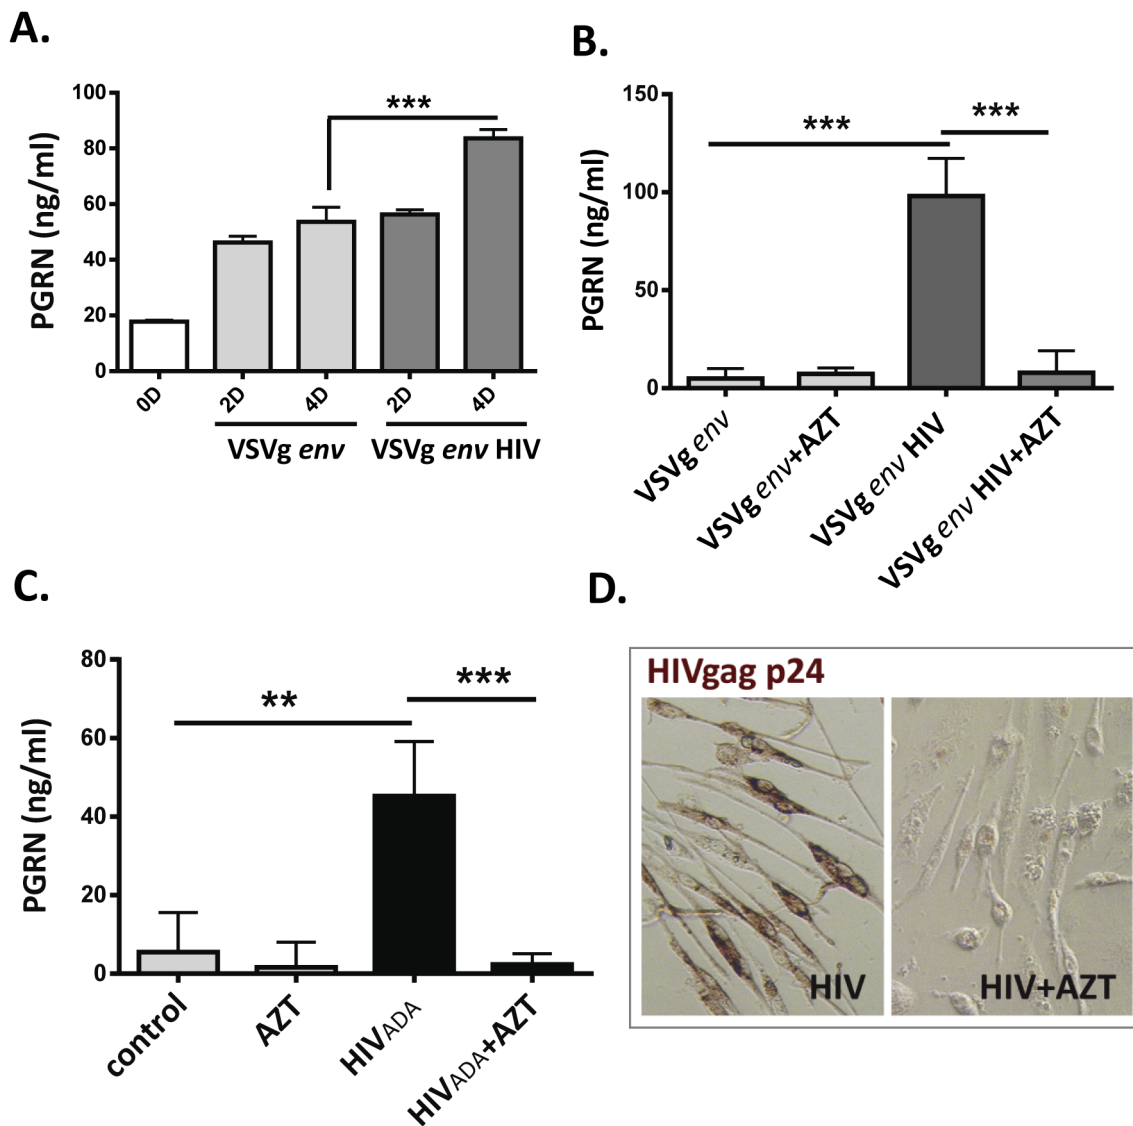 A.
PGRN (ng/ml)
100
80
60
40
20
0
***
0D
2D
4D
2D
4D
VSVg env
VSVg env HIV
B.
PGRN (ng/ml)
150
100
50
0
***
***
VSVg env
VSVg env+AZT
VSVg env HIV
VSVg env HIV+AZT
C.
PGRN (ng/ml)
80
60
40
20
0
**
***
control
AZT
HIVADA
HIVADA+AZT
D.
HIVgag p24
HIV
HIV+AZT